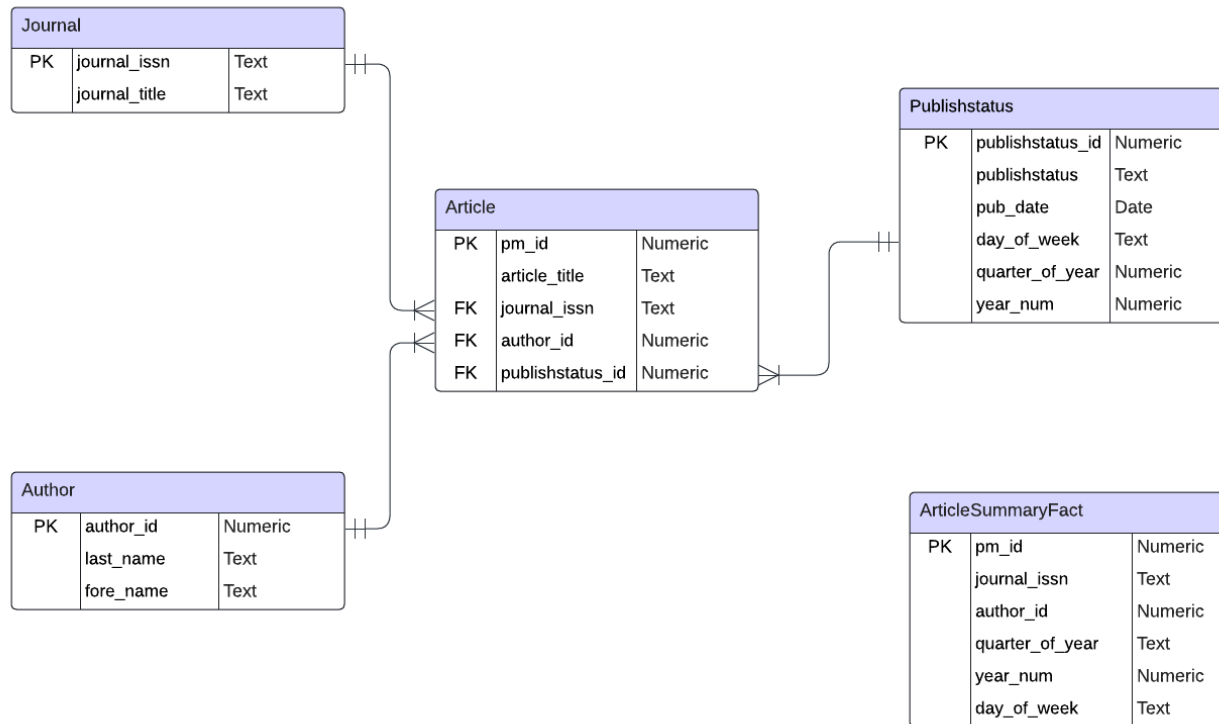 Journal
PK journal_issn Text
journal_title Text
Publishstatus
PK publishstatus_id Numeric
publishstatus Text
pub_date Date
day_of_week Text
quarter_of_year Numeric
year_num Numeric
Article
PK pm_id Numeric
article_title Text
FK journal_issn Text
FK author_id Numeric
FK publishstatus_id Numeric
Author
PK author_id Numeric
last_name Text
fore_name Text
ArticleSummaryFact
PK pm_id Numeric
journal_issn Text
author_id Numeric
quarter_of_year Text
year_num Numeric
day_of_week Text